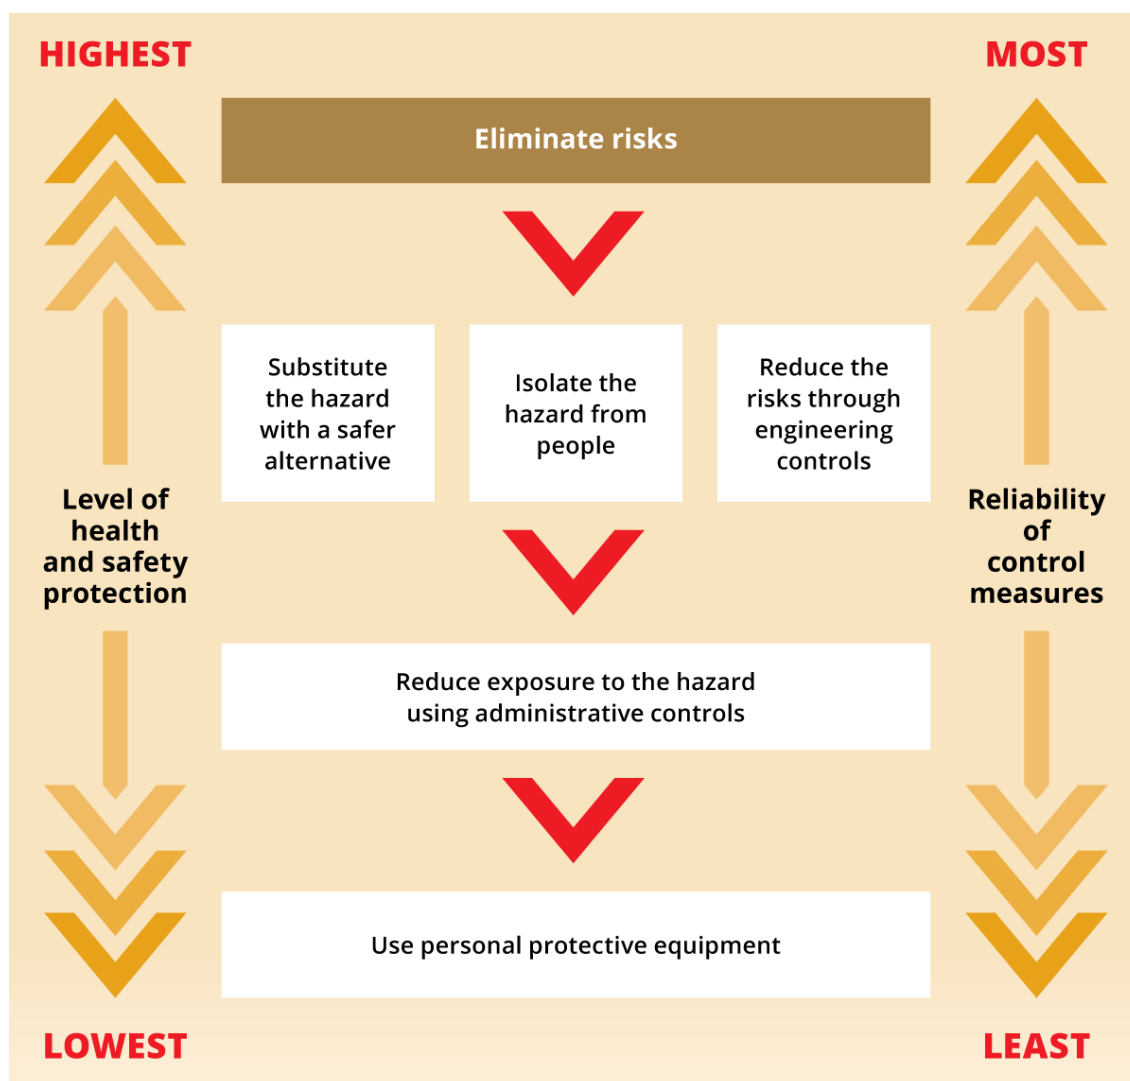 HIGHEST
MOST
Eliminate risks
Substitute
the hazard
with a safer
alternative
Isolate the
hazard from
people
Reduce the
risks through
engineering
controls
Level of
health
and safety
protection
Reliability
of
control
measures
Reduce exposure to the hazard
using administrative controls
Use personal protective equipment
LOWEST
LEAST